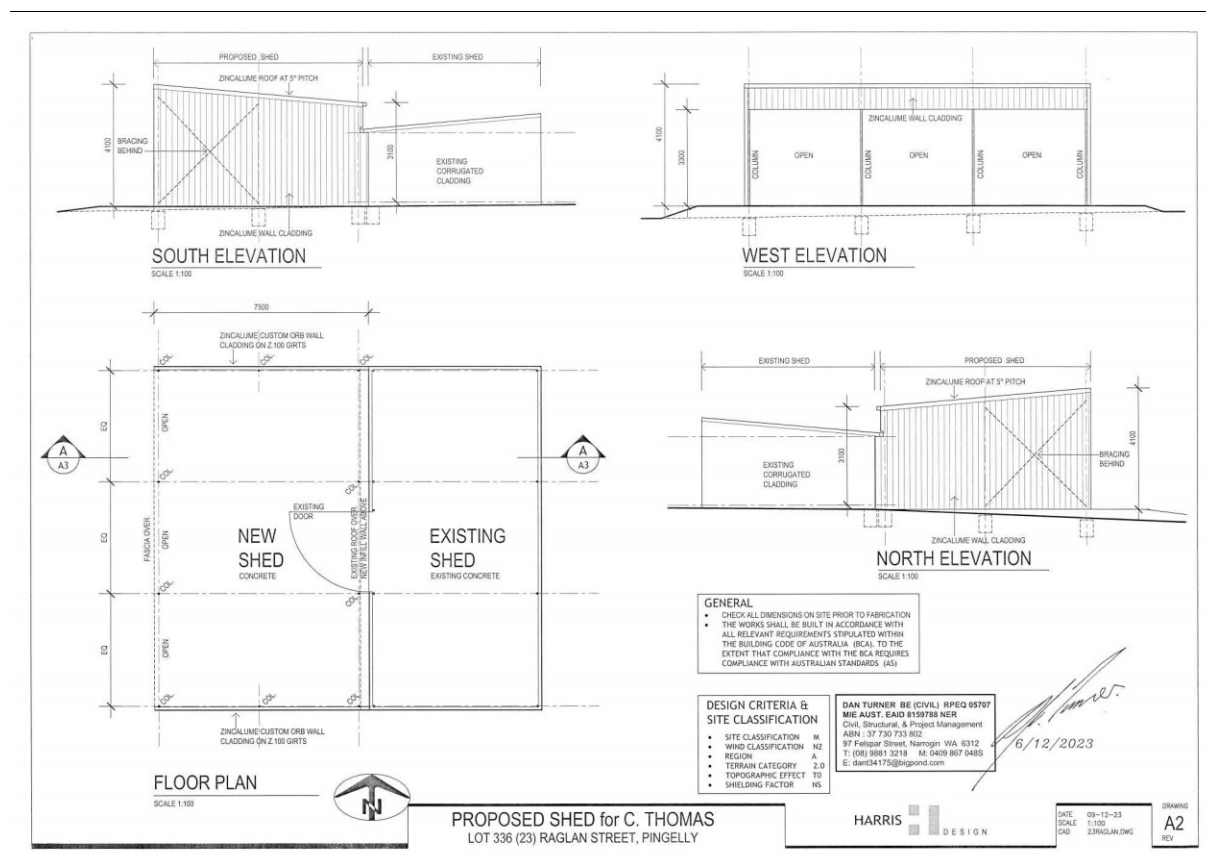 PROPOSED SHED
EXISTING SHED
ZINCALUME ROOF AT 5° PITCH
4100
BRACING
BEHIND
3100
EXISTING
CORRUGATED
CLADDING
ZINCALUME WALL CLADDING
SOUTH ELEVATION
SCALE 1:100
4100
3300
ZINCALUME WALL CLADDING
COLUMN
OPEN
COLUMN
OPEN
COLUMN
OPEN
COLUMN
WEST ELEVATION
SCALE 1:100
7500
ZINCALUME CUSTOM ORB WALL
CLADDING ON Z.100 GIRTS
COL.
COL.
COL.
EQ
OPEN
A
A3
A
A3
COL.
COL.
EQ
FASCIA OVER
OPEN
EXISTING
DOOR
NEW
SHED
CONCRETE
EXISTING ROOF OVER
NEW INFILL WALL ABOVE
EXISTING
SHED
EXISTING CONCRETE
COL.
COL.
EQ
OPEN
COL.
COL.
COL.
ZINCALUME CUSTOM ORB WALL
CLADDING ON Z.100 GIRTS
FLOOR PLAN
SCALE 1:100
N
EXISTING SHED
PROPOSED SHED
ZINCALUME ROOF AT 5° PITCH
3100
4100
EXISTING
CORRUGATED
CLADDING
BRACING
BEHIND
ZINCALUME WALL CLADDING
NORTH ELEVATION
SCALE 1:100
GENERAL
• CHECK ALL DIMENSIONS ON SITE PRIOR TO FABRICATION
• THE WORKS SHALL BE BUILT IN ACCORDANCE WITH
ALL RELEVANT REQUIREMENTS STIPULATED WITHIN
THE BUILDING CODE OF AUSTRALIA (BCA). TO THE
EXTENT THAT COMPLIANCE WITH THE BCA REQUIRES
COMPLIANCE WITH AUSTRALIAN STANDARDS (AS)
DESIGN CRITERIA &
SITE CLASSIFICATION
• SITE CLASSIFICATION M
• WIND CLASSIFICATION N2
• REGION A
• TERRAIN CATEGORY 2.0
• TOPOGRAPHIC EFFECT T0
• SHIELDING FACTOR NS
DAN TURNER BE (CIVIL) RPEQ 05707
MIE AUST. EAID 8159788 NER
Civil, Structural, & Project Management
ABN : 37 730 733 802
97 Felspar Street, Narrogin WA 6312
T: (08) 9881 3218 M: 0409 867 048S
E: dant34175@bigpond.com
6/12/2023
PROPOSED SHED for C. THOMAS
LOT 336 (23) RAGLAN STREET, PINGELLY
HARRIS
DESIGN
DATE 09-12-23
SCALE 1:100
CAD 23RAGLAN.DWG
DRAWING
A2
REV